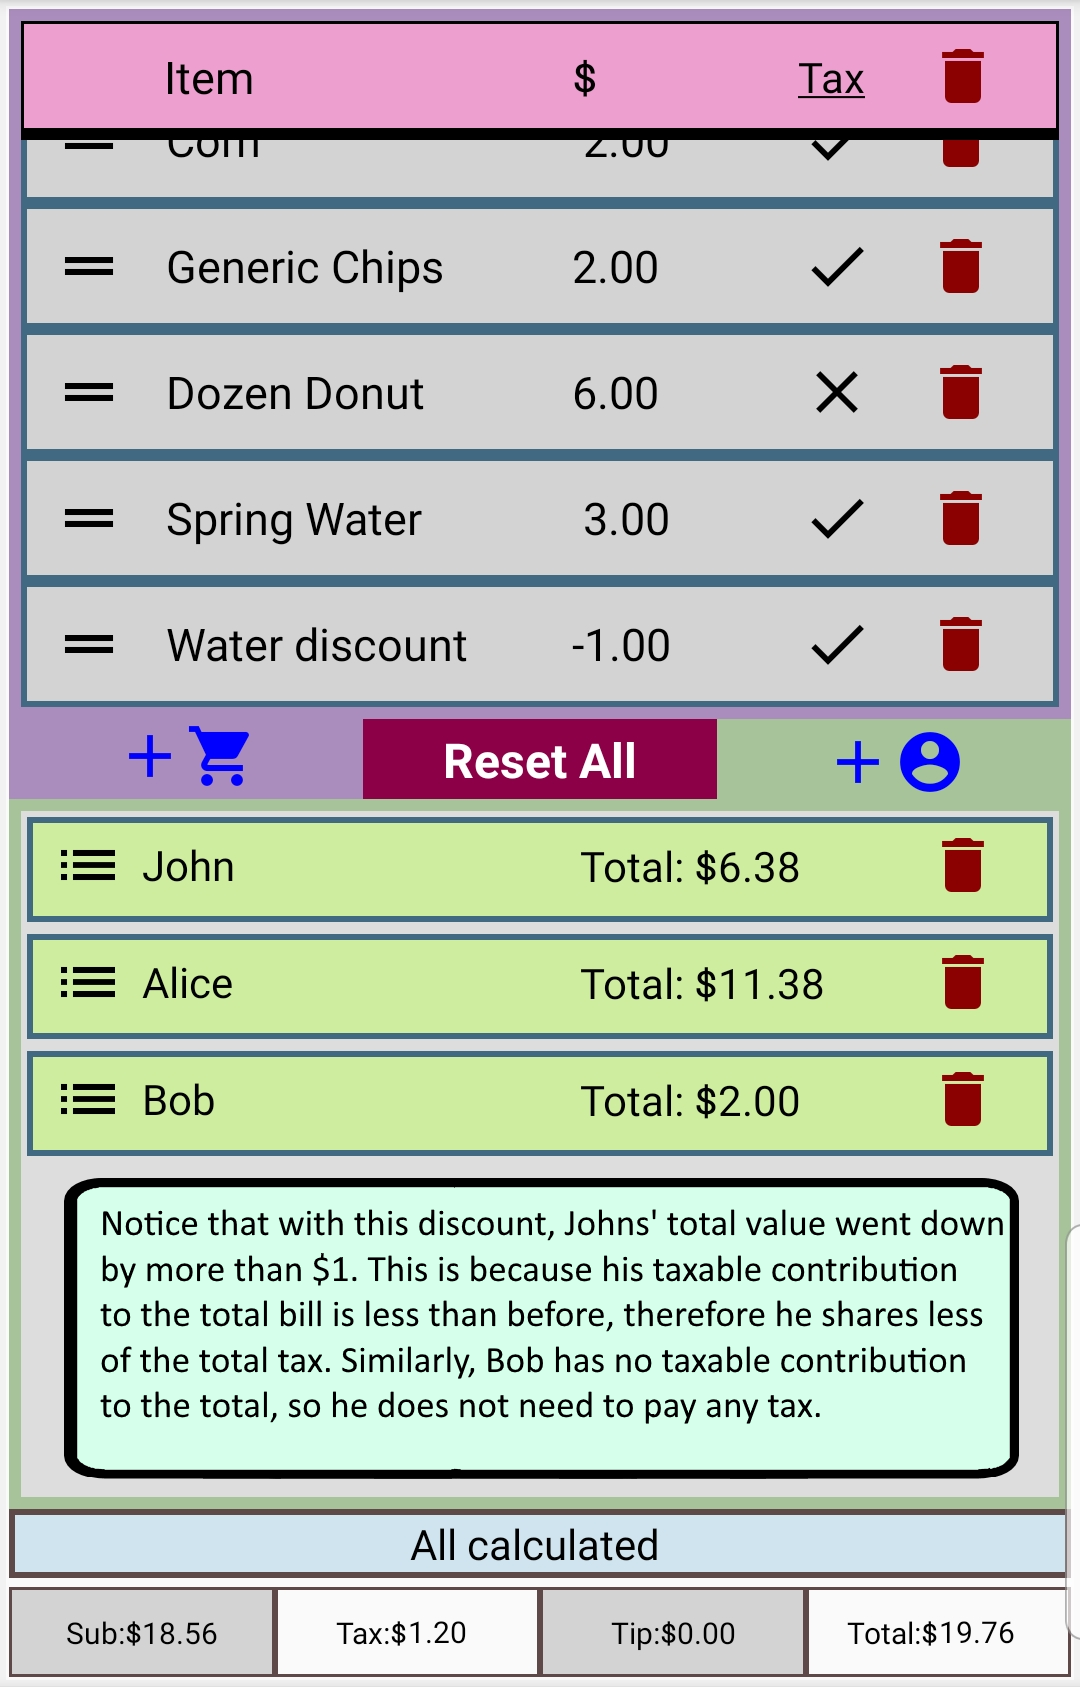 Item $ Tax
Corn 2.00
Generic Chips 2.00
Dozen Donut 6.00
Spring Water 3.00
Water discount -1.00
Reset All
John Total: $6.38
Alice Total: $11.38
Bob Total: $2.00
Notice that with this discount, Johns' total value went down
by more than $1. This is because his taxable contribution
to the total bill is less than before, therefore he shares less
of the total tax. Similarly, Bob has no taxable contribution
to the total, so he does not need to pay any tax.
All calculated
Sub:$18.56 Tax:$1.20 Tip:$0.00 Total:$19.76